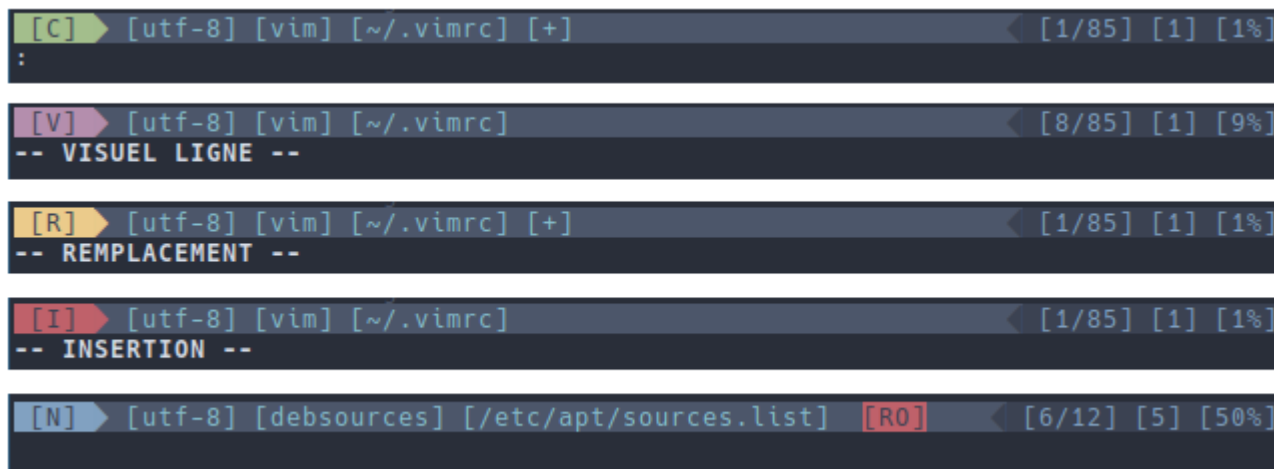 [C] [utf-8] [vim] [~/.vimrc] [+] [1/85] [1] [1%]
:
[V] [utf-8] [vim] [~/.vimrc] [8/85] [1] [9%]
-- VISUEL LIGNE --
[R] [utf-8] [vim] [~/.vimrc] [+] [1/85] [1] [1%]
-- REMPLACEMENT --
[I] [utf-8] [vim] [~/.vimrc] [1/85] [1] [1%]
-- INSERTION --
[N] [utf-8] [debsources] [/etc/apt/sources.list] [RO] [6/12] [5] [50%]